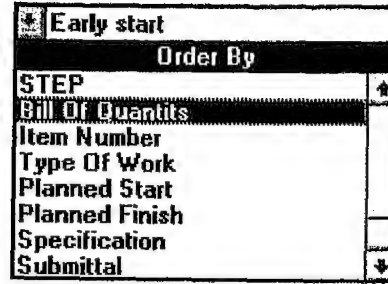 Early start
Order By
STEP
Bill Of Quantits
Item Number
Type Of Work
Planned Start
Planned Finish
Specification
Submittal